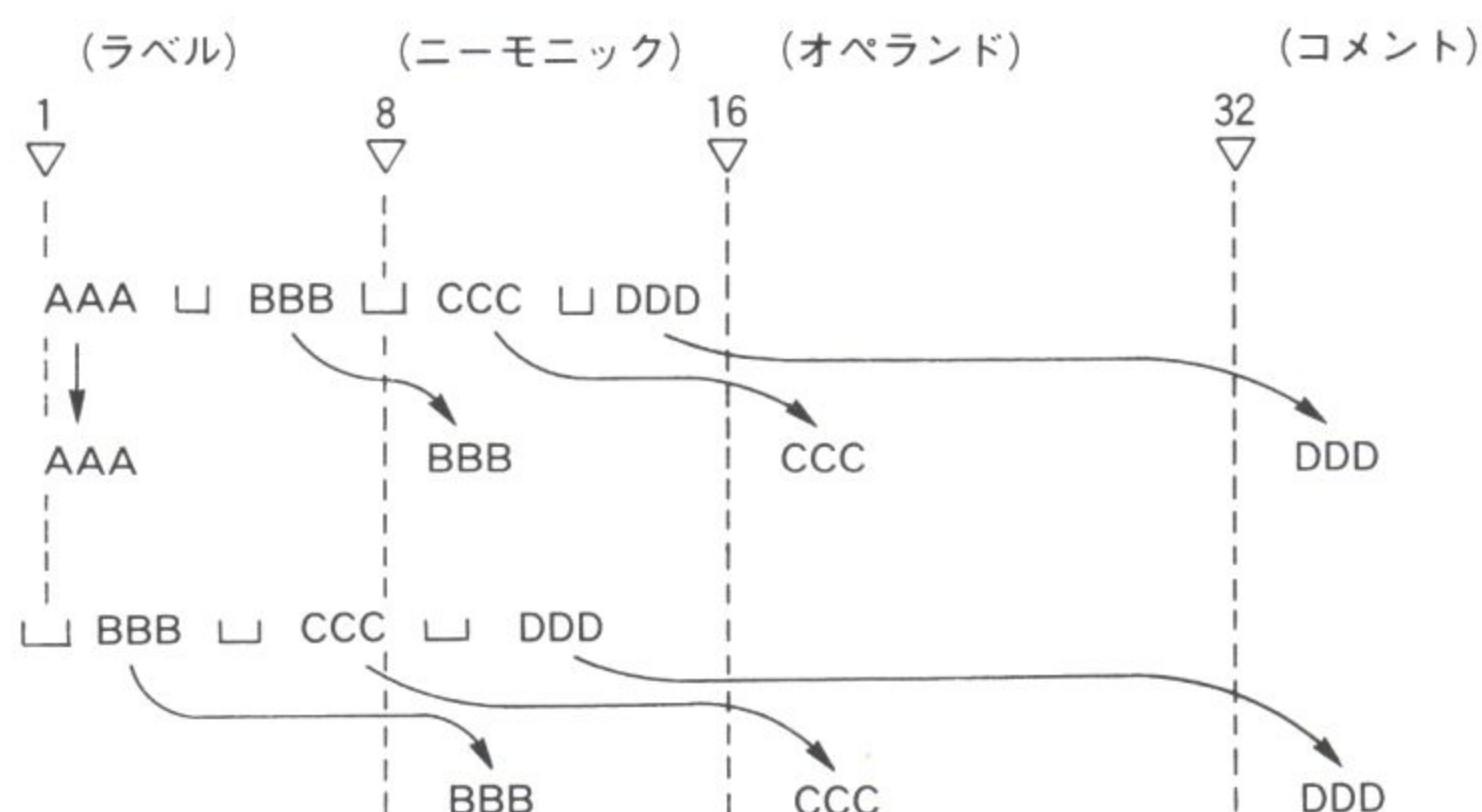 (ラベル) (ニーモニック) (オペランド) (コメント)
1 8 16 32
AAA ␣ BBB ␣ CCC ␣ DDD
AAA BBB CCC DDD
␣ BBB ␣ CCC ␣ DDD
BBB CCC DDD